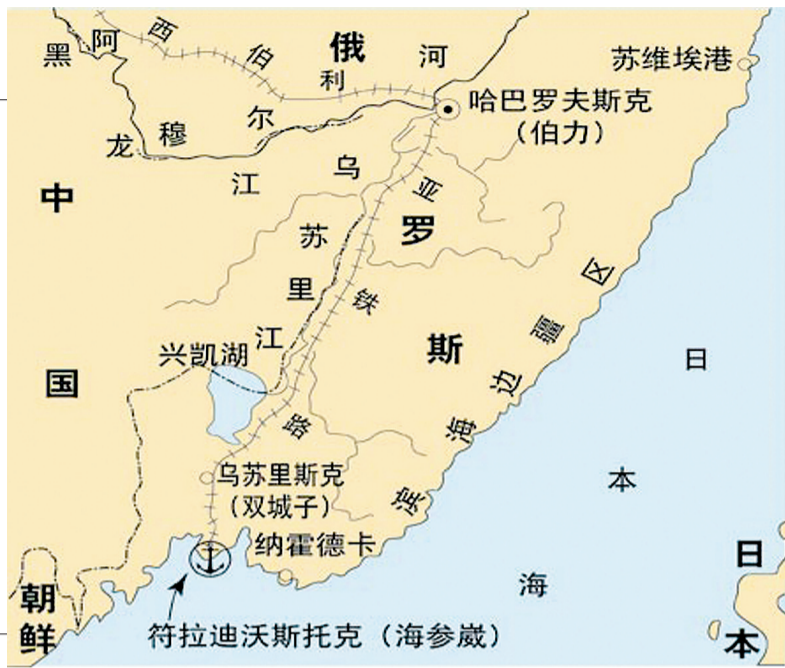 黑龙江
阿穆尔河
西伯利亚铁路
俄罗斯
苏维埃港
哈巴罗夫斯克
（伯力）
中国
乌苏里江
兴凯湖
滨海边疆区
日本海
乌苏里斯克
（双城子）
纳霍德卡
朝鲜
日本
符拉迪沃斯托克（海参崴）